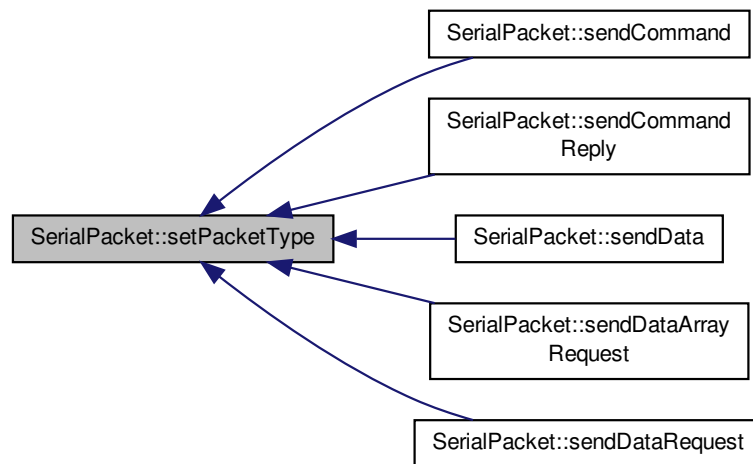 SerialPacket::sendCommand
SerialPacket::sendCommand
Reply
SerialPacket::setPacketType
SerialPacket::sendData
SerialPacket::sendDataArray
Request
SerialPacket::sendDataRequest